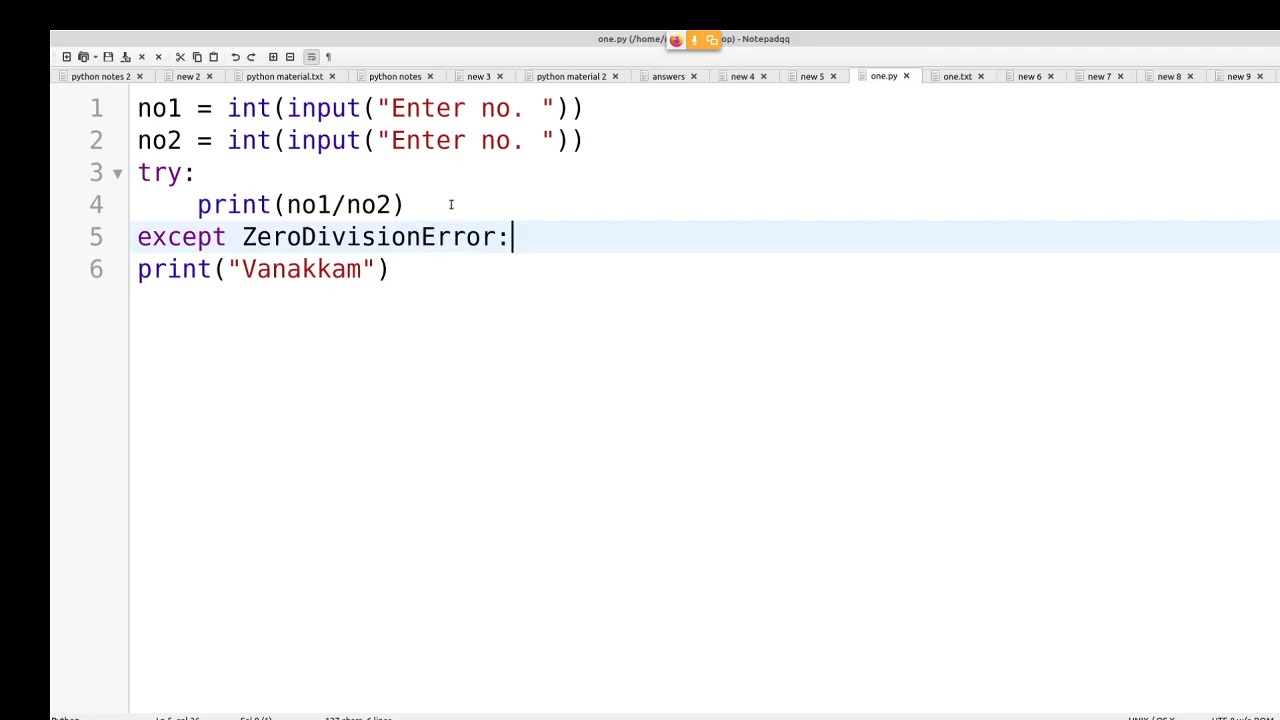 one.py (/home/ op) - Notepadqq
python notes 2 new 2 python material.txt python notes new 3 python material 2 answers new 4 new 5 one.py one.txt new 6 new 7 new 8 new 9
1 no1 = int(input("Enter no. "))
2 no2 = int(input("Enter no. "))
3 try:
4 print(no1/no2)
5 except ZeroDivisionError:
6 print("Vanakkam")